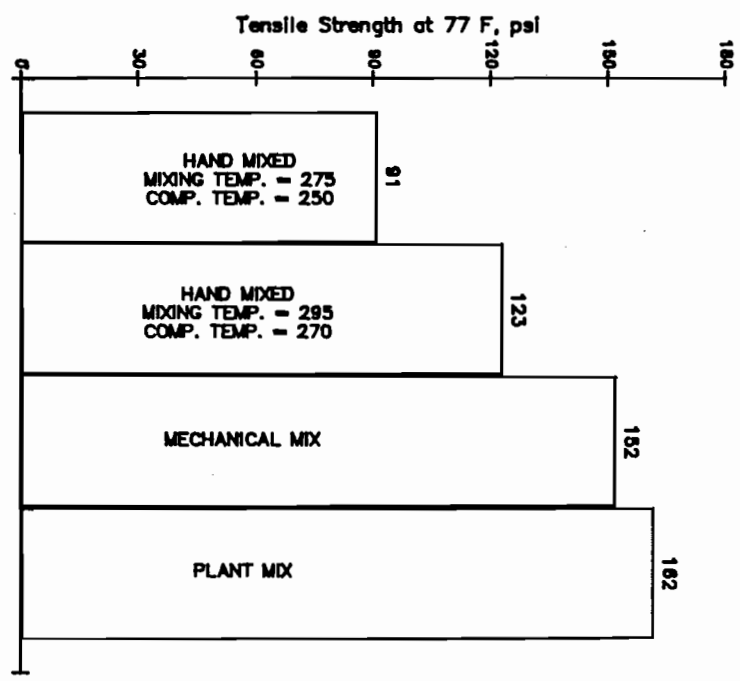 Tensile Strength at 77 F, psi
0
30
60
90
120
150
180
HAND MIXED
MIXING TEMP. = 275
COMP. TEMP. = 250
91
HAND MIXED
MIXING TEMP. = 295
COMP. TEMP. = 270
123
MECHANICAL MIX
152
PLANT MIX
162